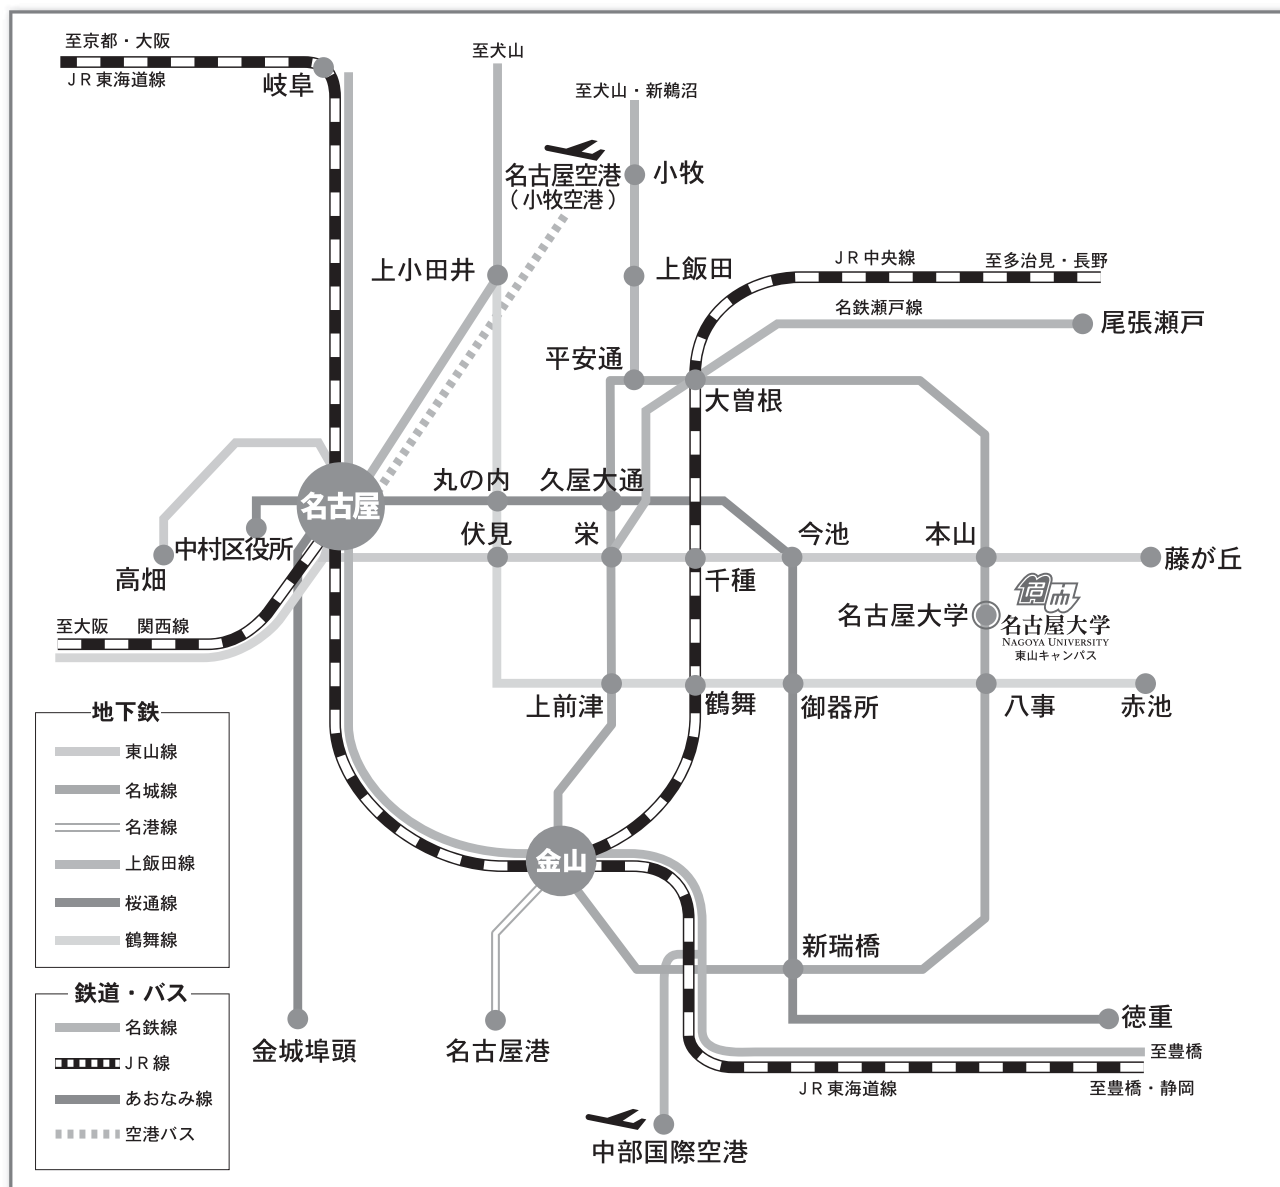 至京都・大阪
JR東海道線
岐阜
至犬山
至犬山・新鵜沼
名古屋空港
（小牧空港）
小牧
上小田井
上飯田
JR中央線
至多治見・長野
名鉄瀬戸線
尾張瀬戸
平安通
大曽根
丸の内
久屋大通
名古屋
中村区役所
高畑
伏見
栄
千種
今池
本山
藤が丘
至大阪
関西線
名古屋大学
名古屋大学
NAGOYA UNIVERSITY
東山キャンパス
上前津
鶴舞
御器所
八事
赤池
地下鉄
東山線
名城線
名港線
上飯田線
桜通線
鶴舞線
金山
新瑞橋
徳重
鉄道・バス
名鉄線
JR線
あおなみ線
空港バス
金城埠頭
名古屋港
至豊橋
JR東海道線
至豊橋・静岡
中部国際空港